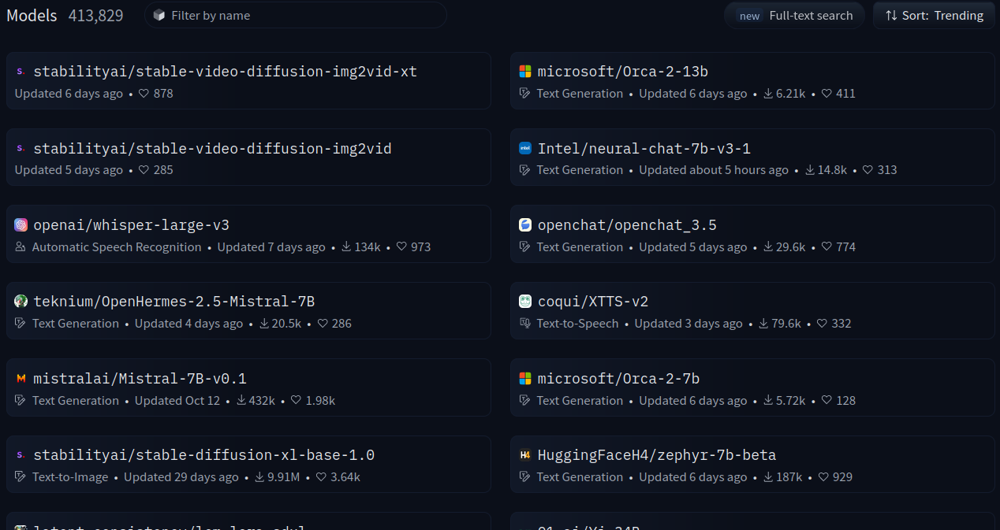 Models 413,829 Filter by name new Full-text search Sort: Trending
stabilityai/stable-video-diffusion-img2vid-xt
Updated 6 days ago • 878
microsoft/Orca-2-13b
Text Generation • Updated 6 days ago • 6.21k • 411
stabilityai/stable-video-diffusion-img2vid
Updated 5 days ago • 285
Intel/neural-chat-7b-v3-1
Text Generation • Updated about 5 hours ago • 14.8k • 313
openai/whisper-large-v3
Automatic Speech Recognition • Updated 7 days ago • 134k • 973
openchat/openchat_3.5
Text Generation • Updated 5 days ago • 29.6k • 774
teknium/OpenHermes-2.5-Mistral-7B
Text Generation • Updated 4 days ago • 20.5k • 286
coqui/XTTS-v2
Text-to-Speech • Updated 3 days ago • 79.6k • 332
mistralai/Mistral-7B-v0.1
Text Generation • Updated Oct 12 • 432k • 1.98k
microsoft/Orca-2-7b
Text Generation • Updated 6 days ago • 5.72k • 128
stabilityai/stable-diffusion-xl-base-1.0
Text-to-Image • Updated 29 days ago • 9.91M • 3.64k
HuggingFaceH4/zephyr-7b-beta
Text Generation • Updated 6 days ago • 187k • 929